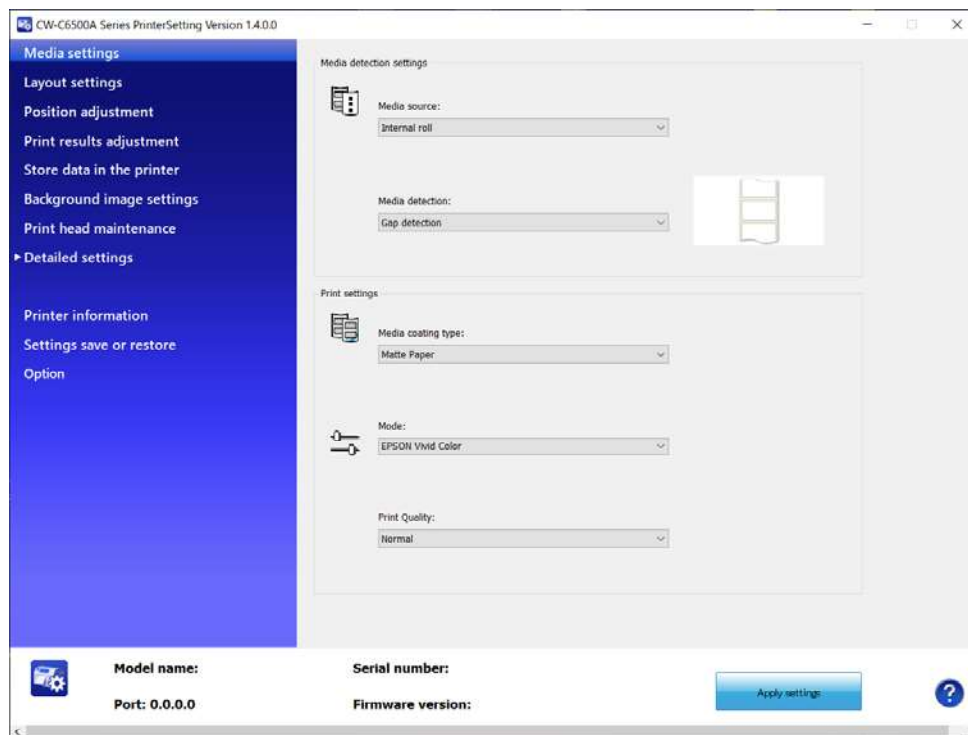 CW-C6500A Series PrinterSetting Version 1.4.0.0
Media settings
Layout settings
Position adjustment
Print results adjustment
Store data in the printer
Background image settings
Print head maintenance
Detailed settings
Printer information
Settings save or restore
Option
Media detection settings
Media source:
Internal roll
Media detection:
Gap detection
Print settings
Media coating type:
Matte Paper
Mode:
EPSON Vivid Color
Print Quality:
Normal
Model name:
Serial number:
Port: 0.0.0.0
Firmware version:
Apply settings
?